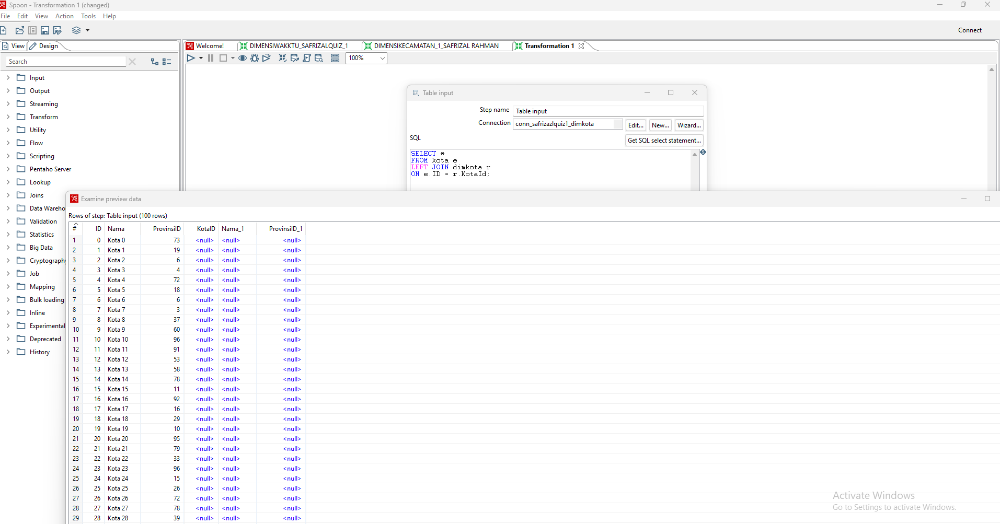 Spoon - Transformation 1 (changed)
File Edit View Action Tools Help
Connect
View Design
Welcome! DIMENSIWAKKTU_SAFRIZALQUIZ_1 DIMENSIKECAMATAN_1_SAFRIZAL RAHMAN Transformation 1
100%
Search
Input
Output
Streaming
Transform
Utility
Flow
Scripting
Pentaho Server
Lookup
Joins
Data Wareho
Validation
Statistics
Big Data
Cryptography
Job
Mapping
Bulk loading
Inline
Experimental
Deprecated
History
Table input
Step name Table input
Connection conn_safrizazlquiz1_dimkota Edit... New... Wizard...
SQL Get SQL select statement...
SELECT *
FROM kota e
LEFT JOIN dimkota r
ON e.ID = r.KotaId;
Examine preview data
Rows of step: Table input (100 rows)
# ID Nama ProvinsiID KotaID Nama_1 ProvinsiID_1
1 0 Kota 0 73 <null> <null> <null>
2 1 Kota 1 19 <null> <null> <null>
3 2 Kota 2 6 <null> <null> <null>
4 3 Kota 3 4 <null> <null> <null>
5 4 Kota 4 72 <null> <null> <null>
6 5 Kota 5 18 <null> <null> <null>
7 6 Kota 6 6 <null> <null> <null>
8 7 Kota 7 3 <null> <null> <null>
9 8 Kota 8 37 <null> <null> <null>
10 9 Kota 9 60 <null> <null> <null>
11 10 Kota 10 96 <null> <null> <null>
12 11 Kota 11 91 <null> <null> <null>
13 12 Kota 12 53 <null> <null> <null>
14 13 Kota 13 58 <null> <null> <null>
15 14 Kota 14 78 <null> <null> <null>
16 15 Kota 15 11 <null> <null> <null>
17 16 Kota 16 92 <null> <null> <null>
18 17 Kota 17 16 <null> <null> <null>
19 18 Kota 18 29 <null> <null> <null>
20 19 Kota 19 10 <null> <null> <null>
21 20 Kota 20 95 <null> <null> <null>
22 21 Kota 21 79 <null> <null> <null>
23 22 Kota 22 33 <null> <null> <null>
24 23 Kota 23 96 <null> <null> <null>
25 24 Kota 24 15 <null> <null> <null>
26 25 Kota 25 26 <null> <null> <null>
27 26 Kota 26 72 <null> <null> <null>
28 27 Kota 27 78 <null> <null> <null>
29 28 Kota 28 39 <null> <null> <null>
Activate Windows
Go to Settings to activate Windows.